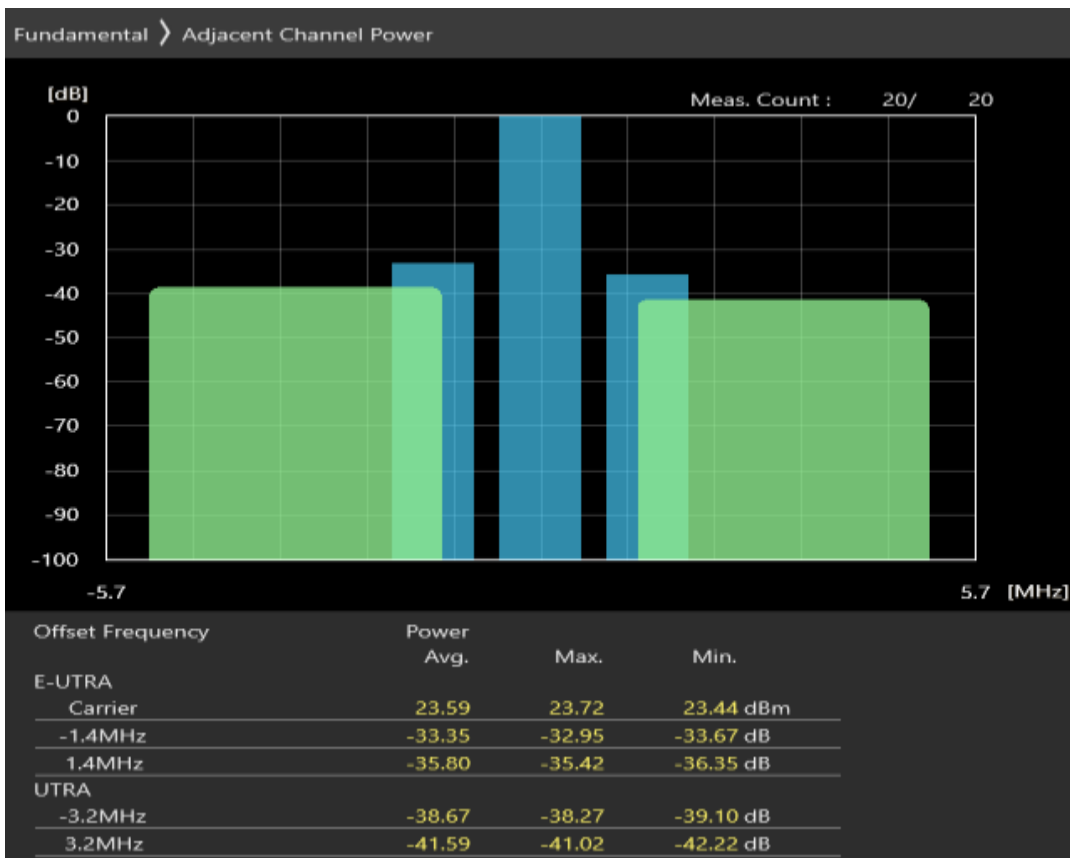 Fundamental 〉 Adjacent Channel Power
[dB]
Meas. Count : 20/ 20
0
-10
-20
-30
-40
-50
-60
-70
-80
-90
-100
-5.7 5.7 [MHz]
Offset Frequency Power
Avg. Max. Min.
E-UTRA
Carrier 23.59 23.72 23.44 dBm
-1.4MHz -33.35 -32.95 -33.67 dB
1.4MHz -35.80 -35.42 -36.35 dB
UTRA
-3.2MHz -38.67 -38.27 -39.10 dB
3.2MHz -41.59 -41.02 -42.22 dB